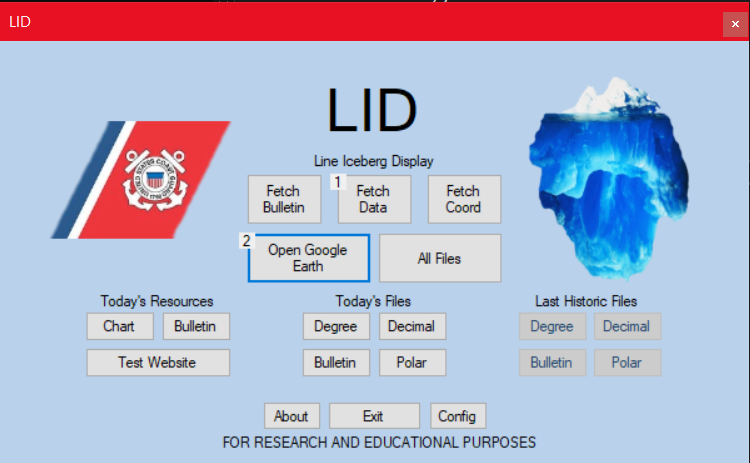 LID
×
LID
Line Iceberg Display
Fetch
Bulletin
1
Fetch
Data
Fetch
Coord
2
Open Google
Earth
All Files
Today's Resources
Today's Files
Last Historic Files
Chart
Bulletin
Degree
Decimal
Degree
Decimal
Test Website
Bulletin
Polar
Bulletin
Polar
About
Exit
Config
FOR RESEARCH AND EDUCATIONAL PURPOSES